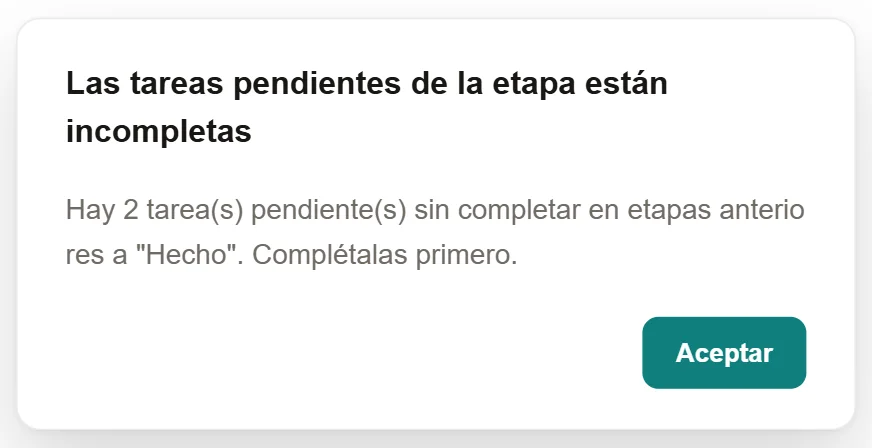 Las tareas pendientes de la etapa están
incompletas
Hay 2 tarea(s) pendiente(s) sin completar en etapas anterio
res a "Hecho". Complétalas primero.
Aceptar